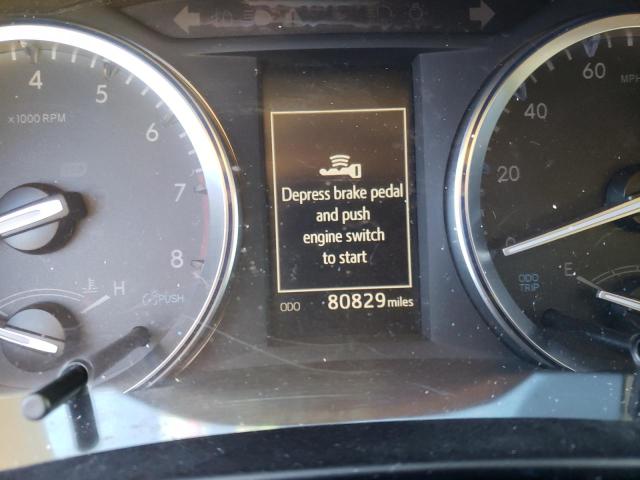 4
5
x1000 RPM
6
7
8
H
PUSH
Depress brake pedal
and push
engine switch
to start
ODO 80829 miles
60
MPH
40
20
0
ODO
TRIP
E